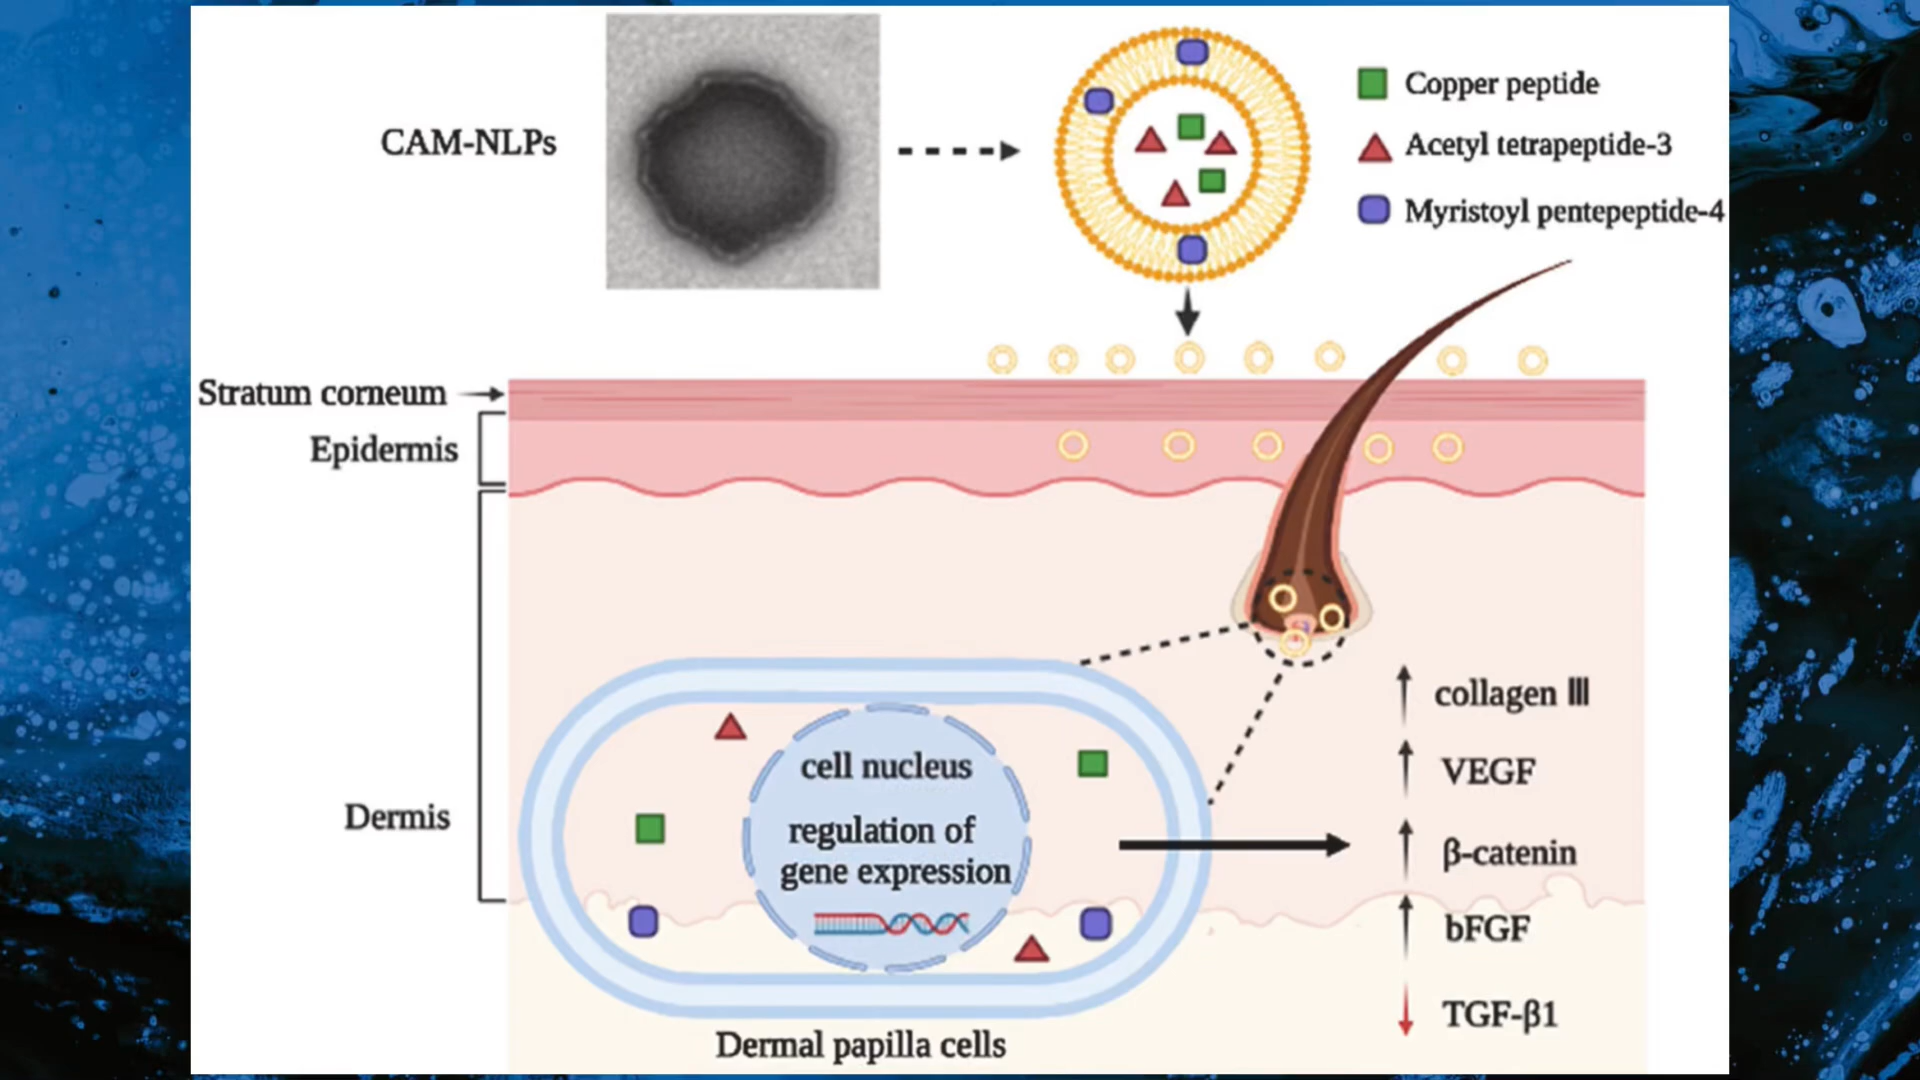 CAM-NLPs
Copper peptide
Acetyl tetrapeptide-3
Myristoyl pentepeptide-4
Stratum corneum
Epidermis
Dermis
cell nucleus
regulation of
gene expression
Dermal papilla cells
collagen Ⅲ
VEGF
β-catenin
bFGF
TGF-β1